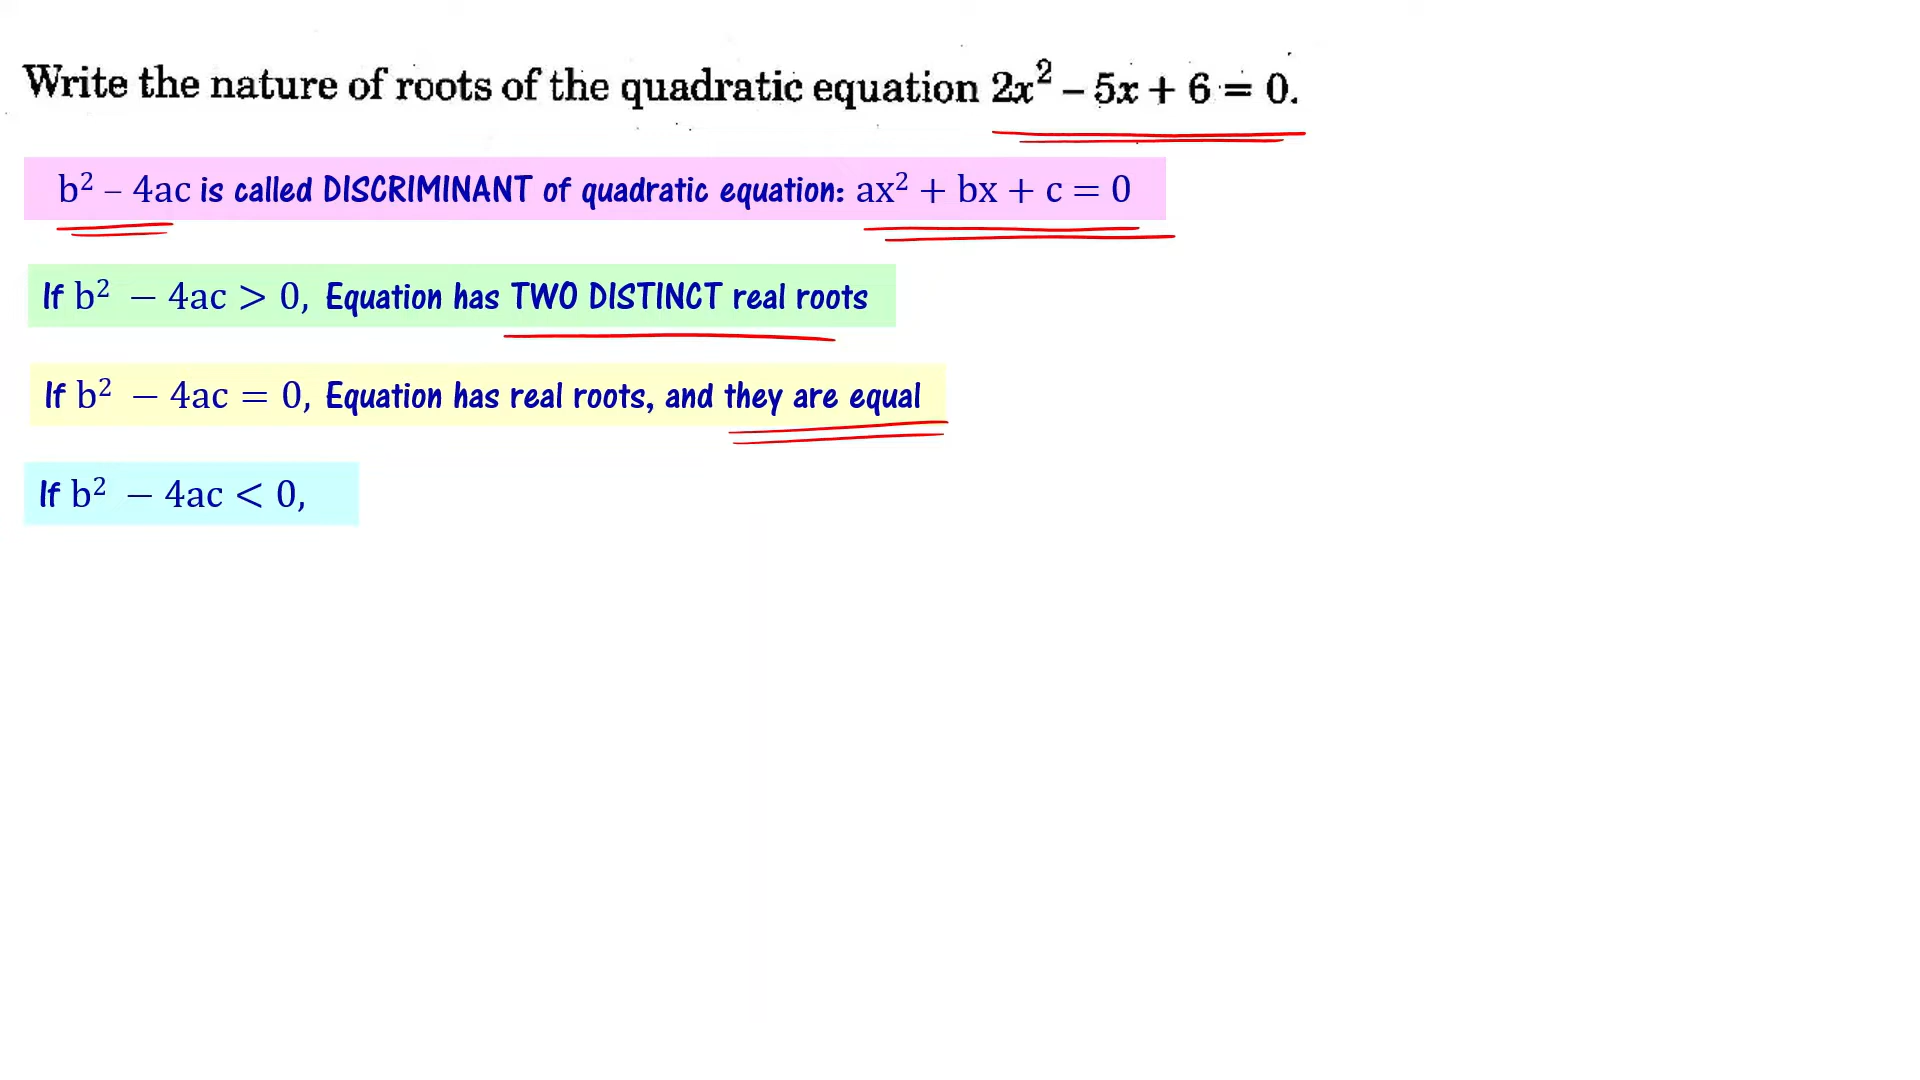 Write the nature of roots of the quadratic equation 2x² – 5x + 6 = 0.
b² – 4ac is called DISCRIMINANT of quadratic equation: ax² + bx + c = 0
If b² − 4ac > 0, Equation has TWO DISTINCT real roots
If b² − 4ac = 0, Equation has real roots, and they are equal
If b² − 4ac < 0,